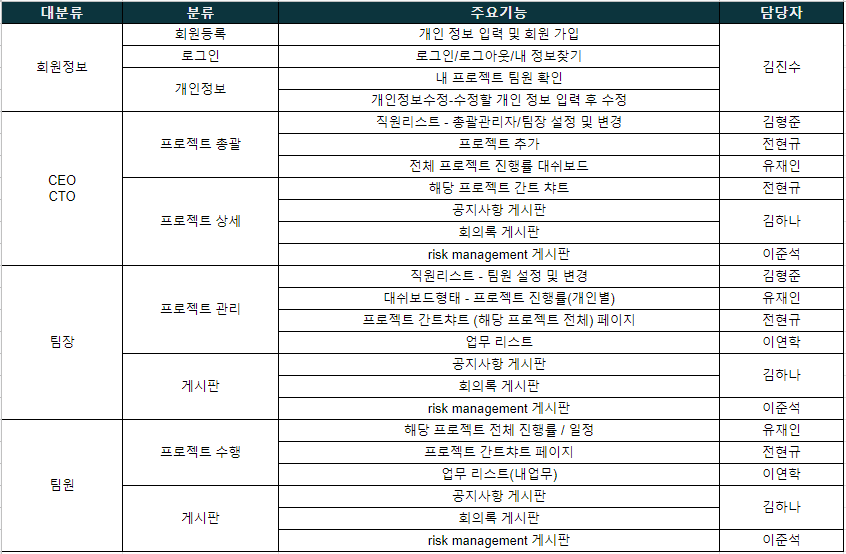 대분류 분류 주요기능 담당자
회원정보 회원등록 개인 정보 입력 및 회원 가입 김진수
로그인 로그인/로그아웃/내 정보찾기
개인정보 내 프로젝트 팀원 확인
개인정보수정-수정할 개인 정보 입력 후 수정
CEO
CTO
프로젝트 총괄 직원리스트 - 총괄관리자/팀장 설정 및 변경 김형준
프로젝트 추가 전현규
전체 프로젝트 진행률 대쉬보드 유재인
프로젝트 상세 해당 프로젝트 간트 챠트 전현규
공지사항 게시판 김하나
회의록 게시판
risk management 게시판 이준석
팀장 프로젝트 관리 직원리스트 - 팀원 설정 및 변경 김형준
대쉬보드형태 - 프로젝트 진행률(개인별) 유재인
프로젝트 간트챠트 (해당 프로젝트 전체) 페이지 전현규
업무 리스트 이연학
게시판 공지사항 게시판 김하나
회의록 게시판
risk management 게시판 이준석
팀원 프로젝트 수행 해당 프로젝트 전체 진행률 / 일정 유재인
프로젝트 간트챠트 페이지 전현규
업무 리스트(내업무) 이연학
게시판 공지사항 게시판 김하나
회의록 게시판
risk management 게시판 이준석